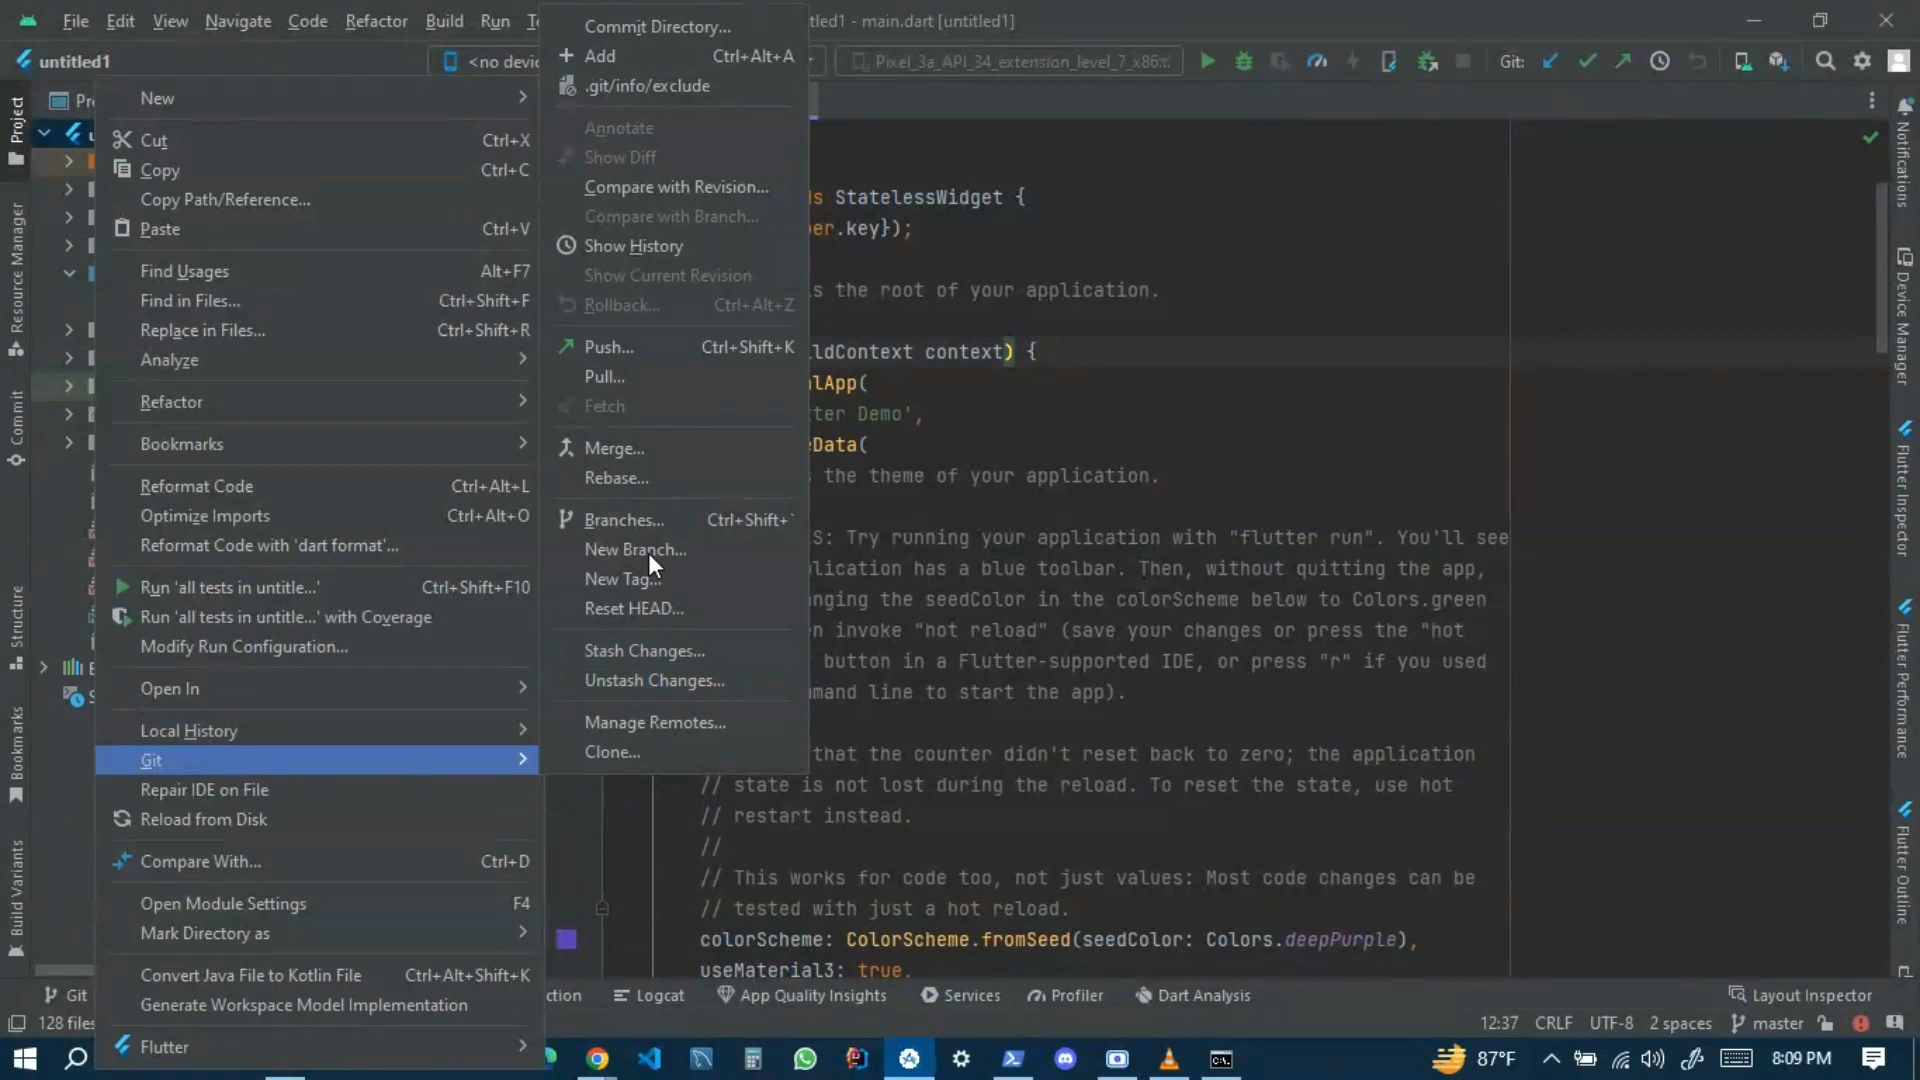 File Edit View Navigate Code Refactor Build Run
tled1 - main.dart [untitled1]
untitled1
<no devi
Pixel_3a_API_34_extension_level_7_x86...
Git:
Project
Resource Manager
Commit
Structure
Bookmarks
Build Variants
New
Cut Ctrl+X
Copy Ctrl+C
Copy Path/Reference...
Paste Ctrl+V
Find Usages Alt+F7
Find in Files... Ctrl+Shift+F
Replace in Files... Ctrl+Shift+R
Analyze
Refactor
Bookmarks
Reformat Code Ctrl+Alt+L
Optimize Imports Ctrl+Alt+O
Reformat Code with 'dart format'...
Run 'all tests in untitle...' Ctrl+Shift+F10
Run 'all tests in untitle...' with Coverage
Modify Run Configuration...
Open In
Local History
Git
Repair IDE on File
Reload from Disk
Compare With... Ctrl+D
Open Module Settings F4
Mark Directory as
Convert Java File to Kotlin File Ctrl+Alt+Shift+K
Generate Workspace Model Implementation
Flutter
Commit Directory...
Add Ctrl+Alt+A
.git/info/exclude
Annotate
Show Diff
Compare with Revision...
Compare with Branch...
Show History
Show Current Revision
Rollback... Ctrl+Alt+Z
Push... Ctrl+Shift+K
Pull...
Fetch
Merge...
Rebase...
Branches... Ctrl+Shift+`
New Branch...
New Tag...
Reset HEAD...
Stash Changes...
Unstash Changes...
Manage Remotes...
Clone...
s StatelessWidget {
er.key});
s the root of your application.
ldContext context) {
lApp(
ter Demo',
eData(
the theme of your application.
S: Try running your application with "flutter run". You'll see
lication has a blue toolbar. Then, without quitting the app,
nging the seedColor in the colorScheme below to Colors.green
n invoke "hot reload" (save your changes or press the "hot
button in a Flutter-supported IDE, or press "r" if you used
mand line to start the app).
that the counter didn't reset back to zero; the application
// state is not lost during the reload. To reset the state, use hot
// restart instead.
//
// This works for code too, not just values: Most code changes can be
// tested with just a hot reload.
colorScheme: ColorScheme.fromSeed(seedColor: Colors.deepPurple),
useMaterial3: true,
Notifications
Device Manager
Flutter Inspector
Flutter Performance
Flutter Outline
Git
ction Logcat App Quality Insights Services Profiler Dart Analysis Layout Inspector
128 files
12:37 CRLF UTF-8 2 spaces master
87°F 8:09 PM